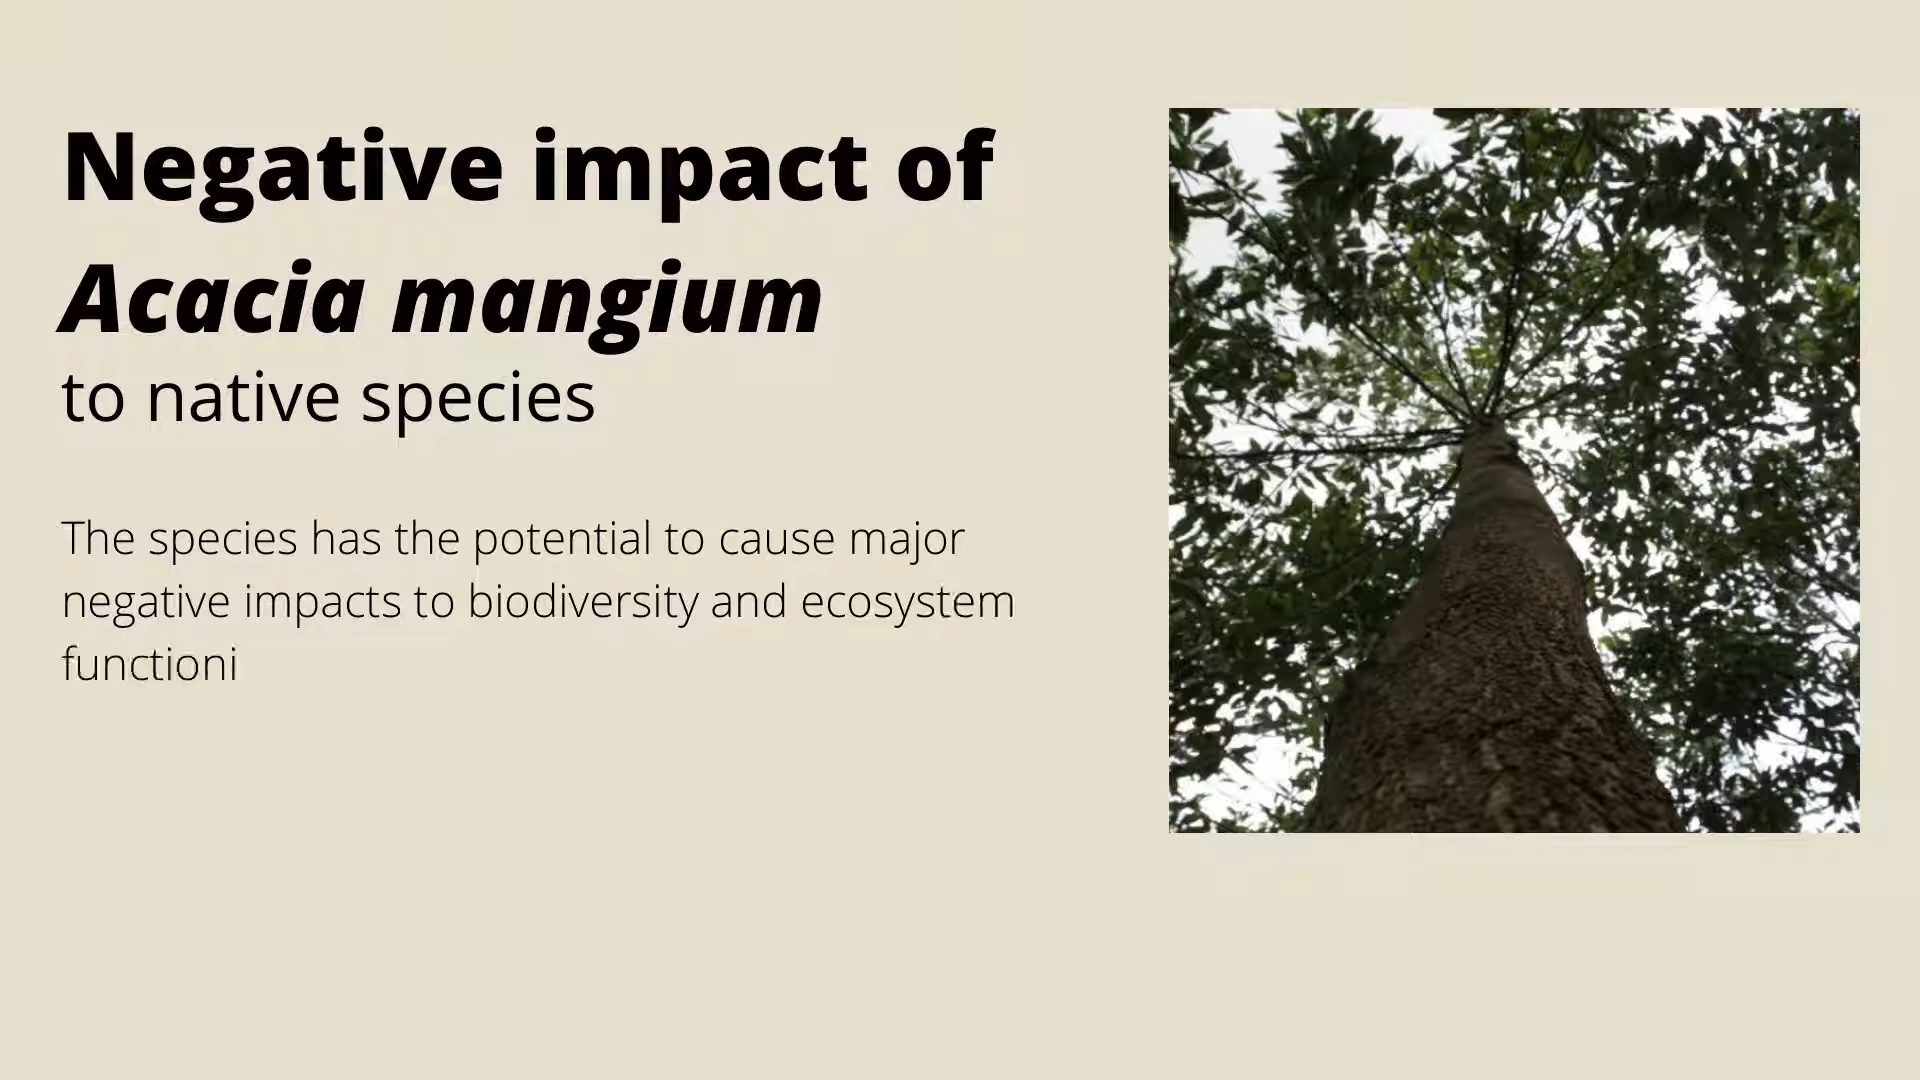 Negative impact of
Acacia mangium
to native species
The species has the potential to cause major
negative impacts to biodiversity and ecosystem
functioni